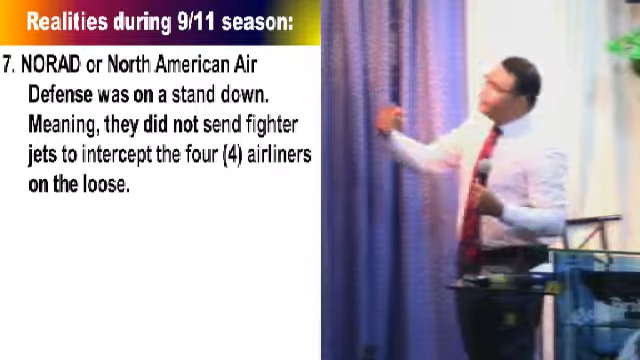 Realities during 9/11 season:
7. NORAD or North American Air
Defense was on a stand down.
Meaning, they did not send fighter
jets to intercept the four (4) airliners
on the loose.